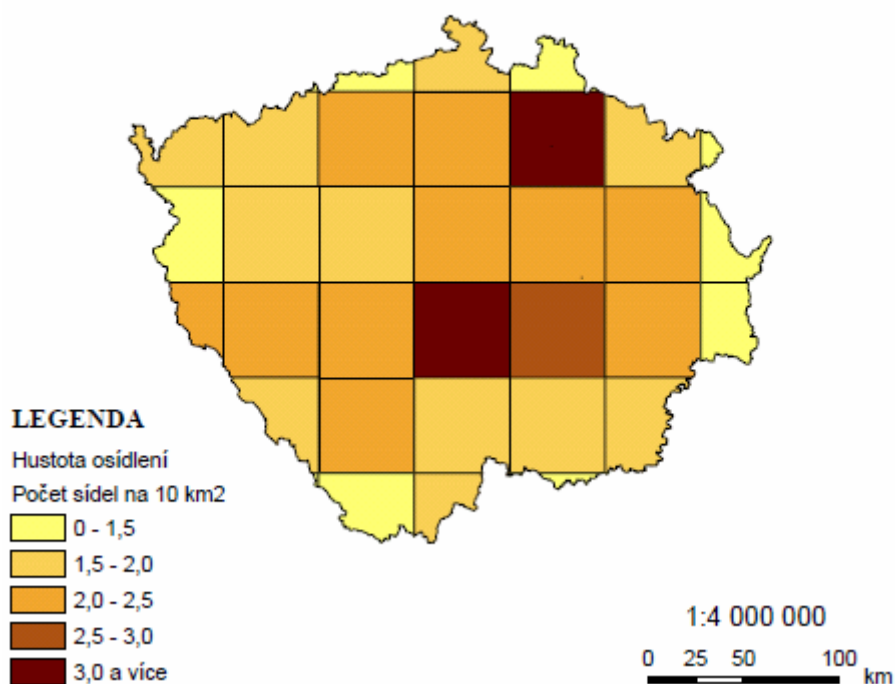 LEGENDA
Hustota osídlení
Počet sídel na 10 km2
0 - 1,5
1,5 - 2,0
2,0 - 2,5
2,5 - 3,0
3,0 a více
1:4 000 000
0 25 50 100
km